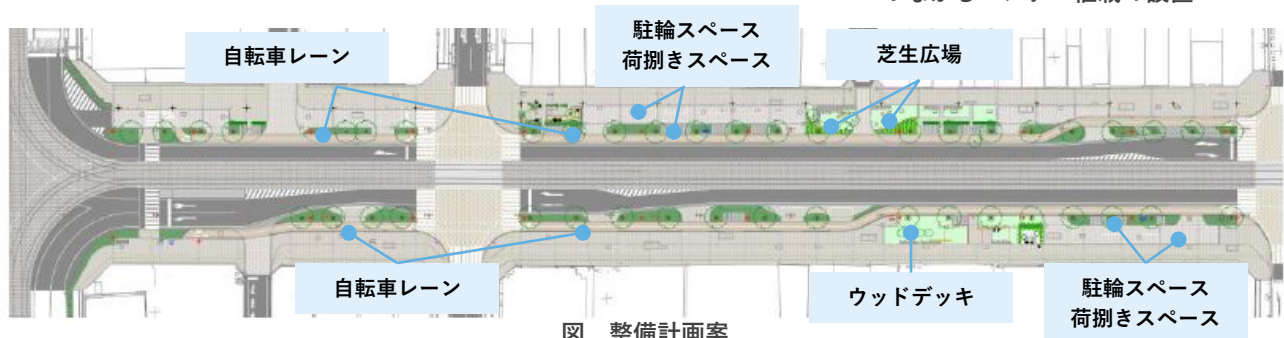 自転車レーン
駐輪スペース
荷捌きスペース
芝生広場
自転車レーン
ウッドデッキ
駐輪スペース
荷捌きスペース
図 整備計画案